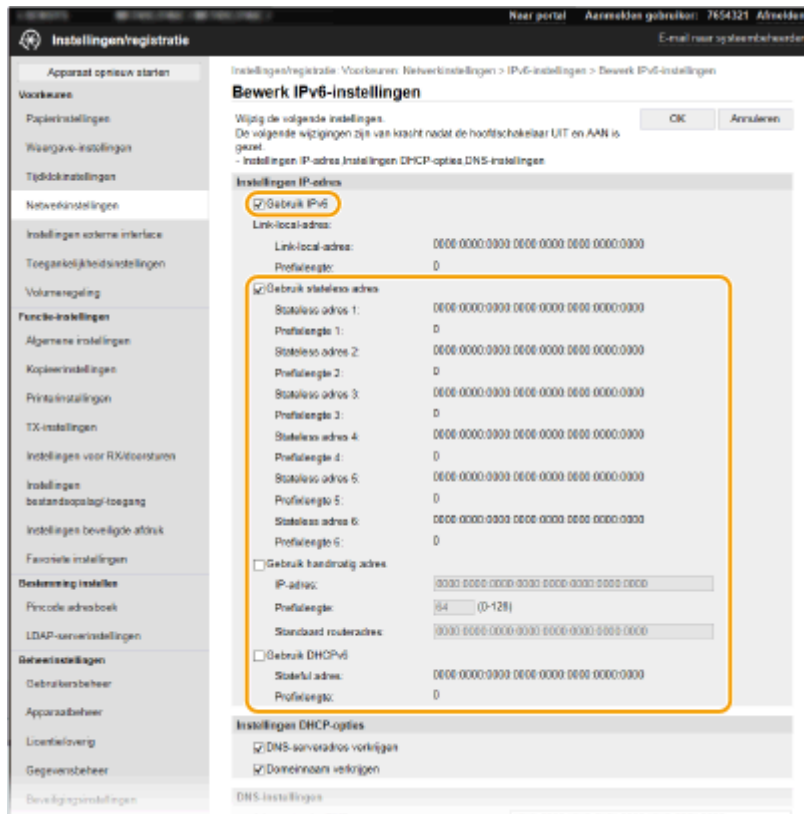 Naar portal Aanmelden gebruiker: 7654321 Afmelden
Instellingen/registratie
E-mail naar systeembeheerder
Apparaat opnieuw starten
Voorkeuren
Papierinstellingen
Weergave-instellingen
Tijdklokinstellingen
Netwerkinstellingen
Instellingen externe interface
Toegankelijkheidsinstellingen
Volumeregeling
Functie-instellingen
Algemene instellingen
Kopieerinstellingen
Printerinstallingen
TX-instellingen
Instellingen voor RX/doorsturen
Instellingen
bestandsopslag/-toegang
Instellingen beveiligde afdruk
Favoriete instellingen
Bestemming instellen
Pincode adresboek
LDAP-serverinstellingen
Beheerinstellingen
Gebruikersbeheer
Apparaatbeheer
Licentie/overig
Gegevensbeheer
Beveiligingsinstellingen
Instellingen/registratie: Voorkeuren: Netwerkinstellingen > IPv6-instellingen > Bewerk IPv6-instellingen
Bewerk IPv6-instellingen
Wijzig de volgende instellingen.
OK Annuleren
De volgende wijzigingen zijn van kracht nadat de hoofdschakelaar UIT en AAN is
gezet.
- Instellingen IP-adres,Instellingen DHCP-opties,DNS-instellingen
Instellingen IP-adres
Gebruik IPv6
Link-local-adres:
Link-local-adres: 0000:0000:0000:0000:0000:0000:0000:0000
Prefixlengte: 0
Gebruik stateless adres
Stateless adres 1: 0000:0000:0000:0000:0000:0000:0000:0000
Prefixlengte 1: 0
Stateless adres 2: 0000:0000:0000:0000:0000:0000:0000:0000
Prefixlengte 2: 0
Stateless adres 3: 0000:0000:0000:0000:0000:0000:0000:0000
Prefixlengte 3: 0
Stateless adres 4: 0000:0000:0000:0000:0000:0000:0000:0000
Prefixlengte 4: 0
Stateless adres 5: 0000:0000:0000:0000:0000:0000:0000:0000
Prefixlengte 5: 0
Stateless adres 6: 0000:0000:0000:0000:0000:0000:0000:0000
Prefixlengte 6: 0
Gebruik handmatig adres
IP-adres: 0000:0000:0000:0000:0000:0000:0000:0000
Prefixlengte: 64 (0-128)
Standaard routeradres: 0000:0000:0000:0000:0000:0000:0000:0000
Gebruik DHCPv6
Stateful adres: 0000:0000:0000:0000:0000:0000:0000:0000
Prefixlengte: 0
Instellingen DHCP-opties
DNS-serveradres verkrijgen
Domeinnaam verkrijgen
DNS-instellingen